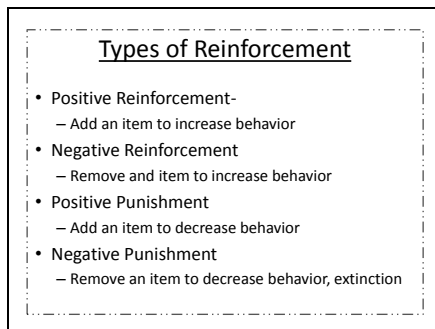 Types of Reinforcement
• Positive Reinforcement-
– Add an item to increase behavior
• Negative Reinforcement
– Remove and item to increase behavior
• Positive Punishment
– Add an item to decrease behavior
• Negative Punishment
– Remove an item to decrease behavior, extinction